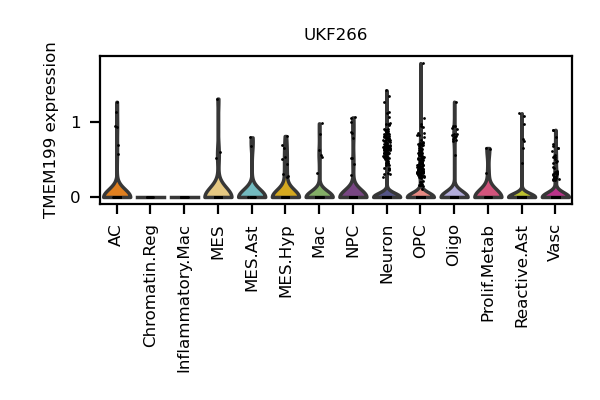 UKF266
TMEM199 expression
1
0
AC
Chromatin.Reg
Inflammatory.Mac
MES
MES.Ast
MES.Hyp
Mac
NPC
Neuron
OPC
Oligo
Prolif.Metab
Reactive.Ast
Vasc